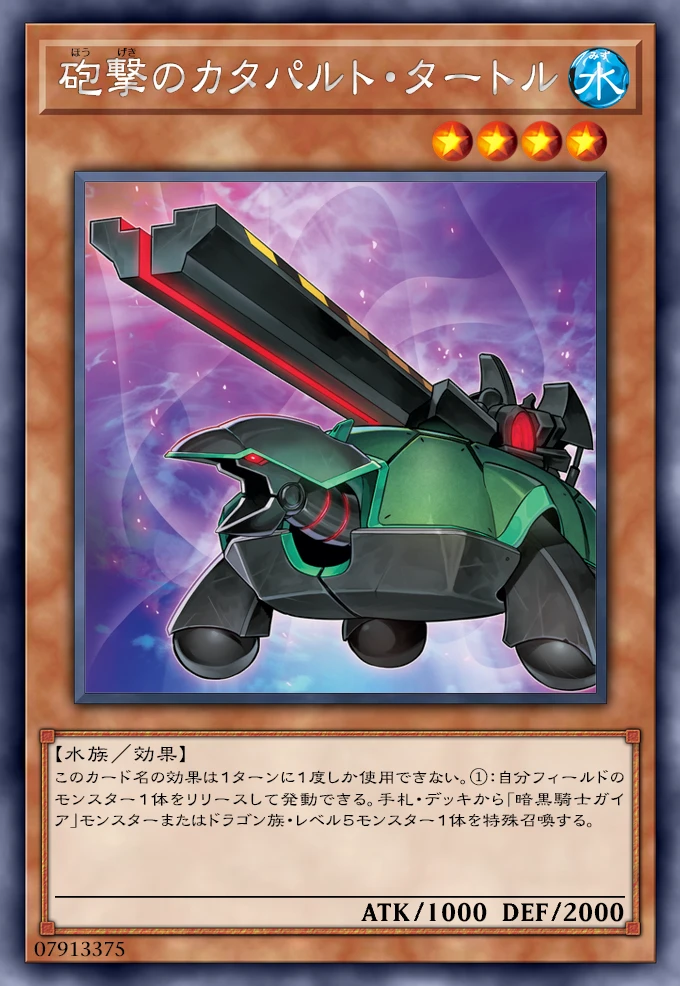 ほう げき
砲撃のカタパルト・タートル
みず
水
【水族／効果】
このカード名の効果は1ターンに1度しか使用できない。①：自分フィールドの
モンスター1体をリリースして発動できる。手札・デッキから「暗黒騎士ガイ
ア」モンスターまたはドラゴン族・レベル5モンスター1体を特殊召喚する。
ATK/1000 DEF/2000
07913375